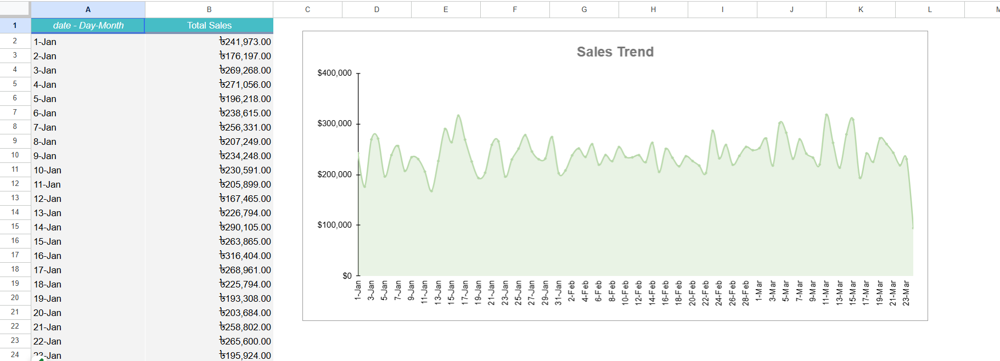 A B C D E F G H I J K L M
1 date - Day-Month Total Sales
2 1-Jan ৳241,973.00
3 2-Jan ৳176,197.00
4 3-Jan ৳269,268.00
5 4-Jan ৳271,056.00
6 5-Jan ৳196,218.00
7 6-Jan ৳238,615.00
8 7-Jan ৳256,331.00
9 8-Jan ৳207,249.00
10 9-Jan ৳234,248.00
11 10-Jan ৳230,591.00
12 11-Jan ৳205,899.00
13 12-Jan ৳167,465.00
14 13-Jan ৳226,794.00
15 14-Jan ৳290,105.00
16 15-Jan ৳263,865.00
17 16-Jan ৳316,404.00
18 17-Jan ৳268,961.00
19 18-Jan ৳225,794.00
20 19-Jan ৳193,308.00
21 20-Jan ৳203,684.00
22 21-Jan ৳258,802.00
23 22-Jan ৳265,600.00
24 23-Jan ৳195,924.00
Sales Trend
$400,000
$300,000
$200,000
$100,000
$0
1-Jan 3-Jan 5-Jan 7-Jan 9-Jan 11-Jan 13-Jan 15-Jan 17-Jan 19-Jan 21-Jan 23-Jan 25-Jan 27-Jan 29-Jan 31-Jan 2-Feb 4-Feb 6-Feb 8-Feb 10-Feb 12-Feb 14-Feb 16-Feb 18-Feb 20-Feb 22-Feb 24-Feb 26-Feb 28-Feb 1-Mar 3-Mar 5-Mar 7-Mar 9-Mar 11-Mar 13-Mar 15-Mar 17-Mar 19-Mar 21-Mar 23-Mar